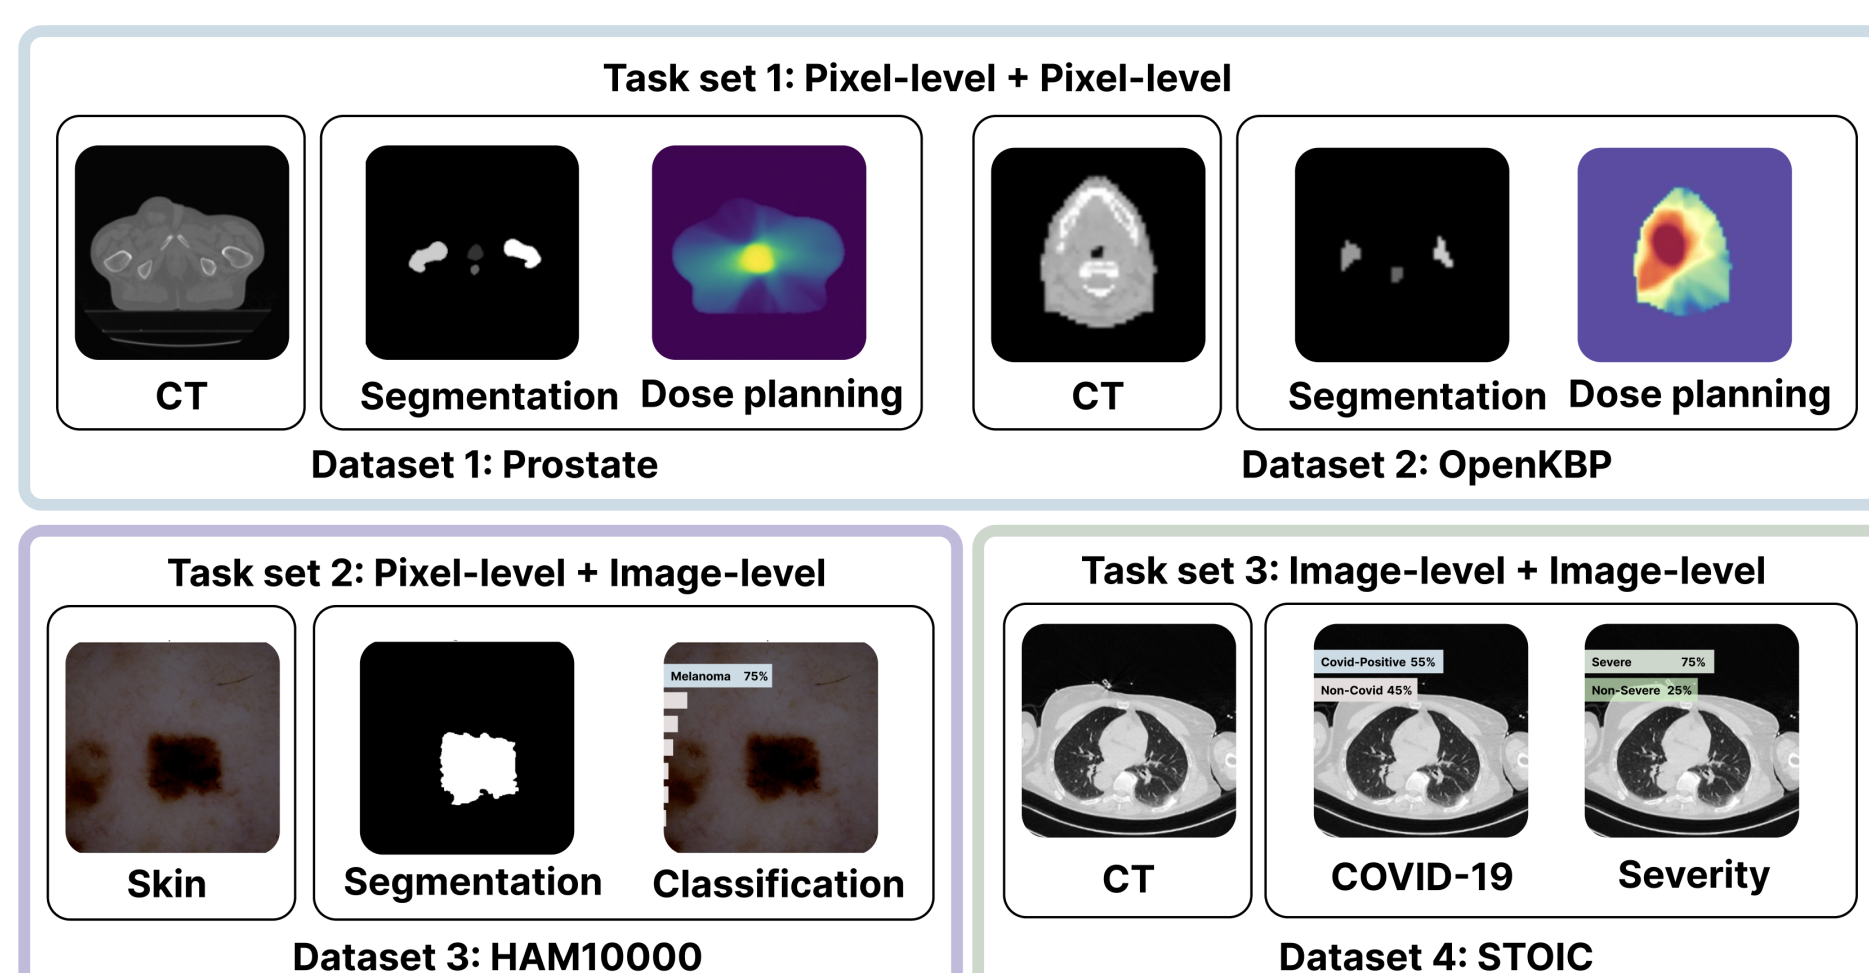 Task set 1: Pixel-level + Pixel-level
CT
Segmentation
Dose planning
CT
Segmentation
Dose planning
Dataset 1: Prostate
Dataset 2: OpenKBP
Task set 2: Pixel-level + Image-level
Melanoma 75%
Skin
Segmentation
Classification
Dataset 3: HAM10000
Task set 3: Image-level + Image-level
Covid-Positive 55%
Non-Covid 45%
Severe 75%
Non-Severe 25%
CT
COVID-19
Severity
Dataset 4: STOIC